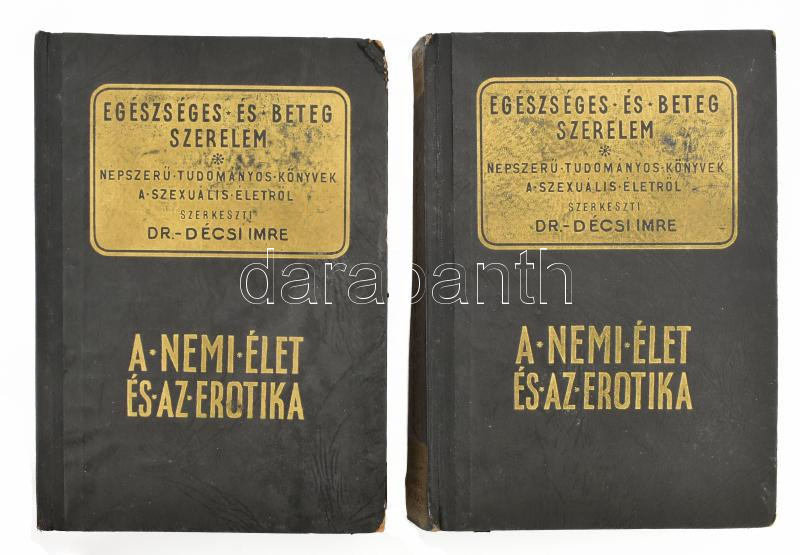 EGÉSZSÉGES·ÉS·BETEG
SZERELEM
*
NÉPSZERŰ·TUDOMÁNYOS·KÖNYVEK
A·SZEXUÁLIS·ÉLETRŐL
SZERKESZTI
DR.-DÉCSI IMRE
A·NEMI·ÉLET
ÉS·AZ·EROTIKA
EGÉSZSÉGES·ÉS·BETEG
SZERELEM
*
NÉPSZERŰ·TUDOMÁNYOS·KÖNYVEK
A·SZEXUÁLIS·ÉLETRŐL
SZERKESZTI
DR.-DÉCSI IMRE
A·NEMI·ÉLET
ÉS·AZ·EROTIKA
darabanth